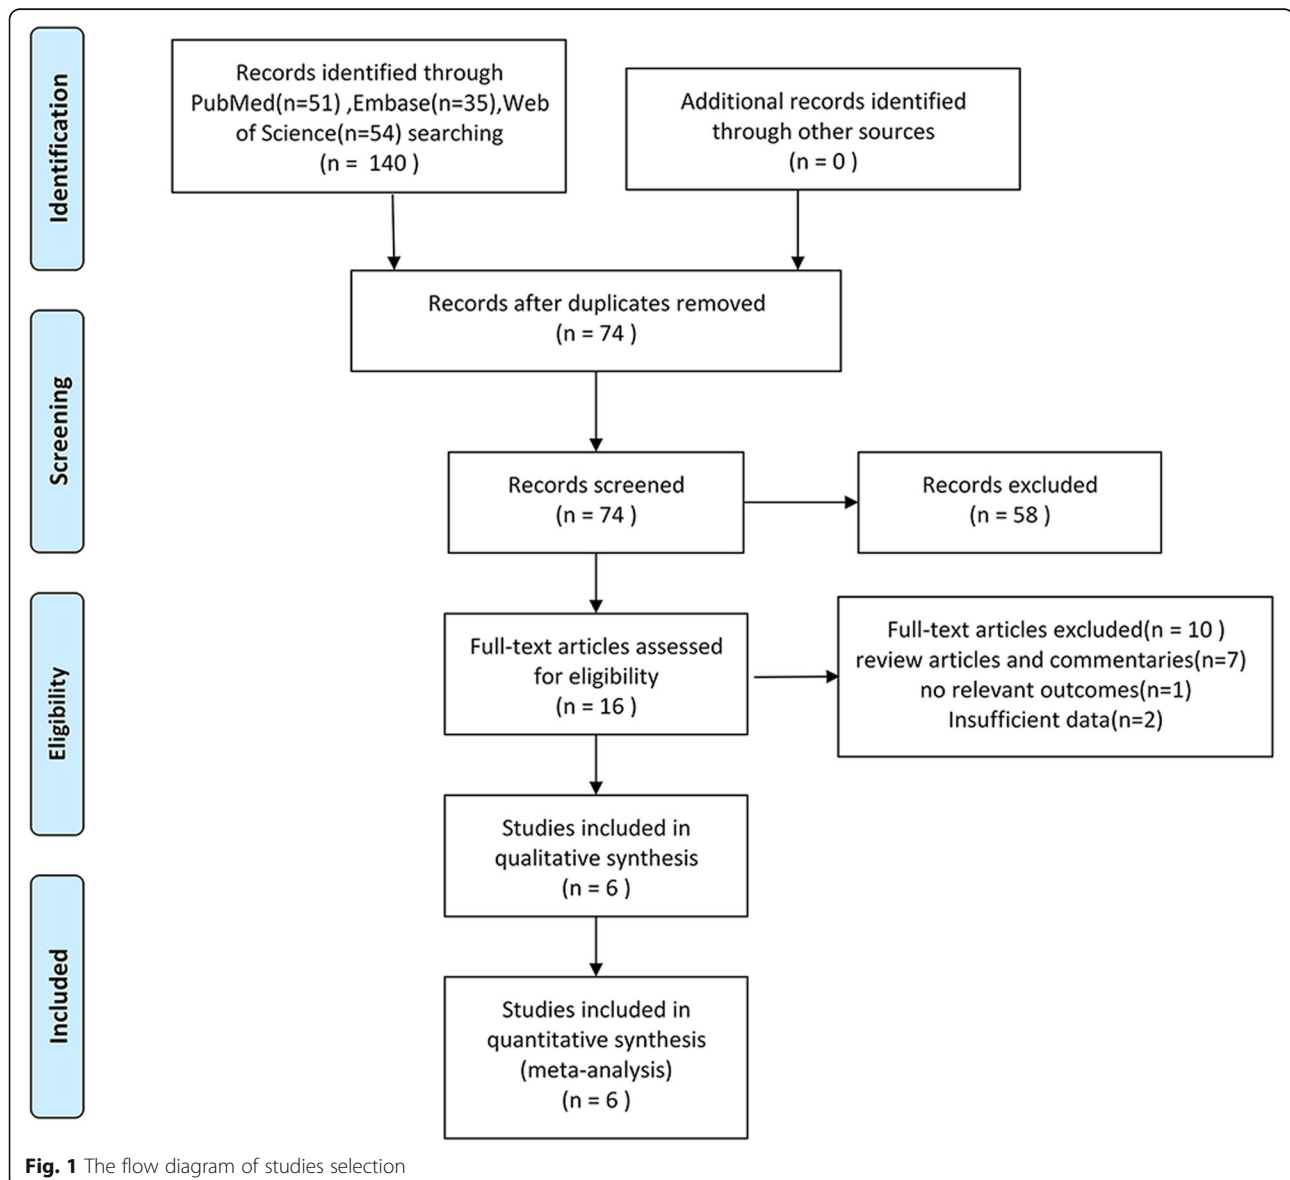 Identification
Records identified through
PubMed(n=51) ,Embase(n=35),Web
of Science(n=54) searching
(n = 140 )
Additional records identified
through other sources
(n = 0 )
Records after duplicates removed
(n = 74 )
Screening
Records screened
(n = 74 )
Records excluded
(n = 58 )
Eligibility
Full-text articles assessed
for eligibility
(n = 16 )
Full-text articles excluded(n = 10 )
review articles and commentaries(n=7)
no relevant outcomes(n=1)
Insufficient data(n=2)
Studies included in
qualitative synthesis
(n = 6 )
Included
Studies included in
quantitative synthesis
(meta-analysis)
(n = 6 )
Fig. 1 The flow diagram of studies selection